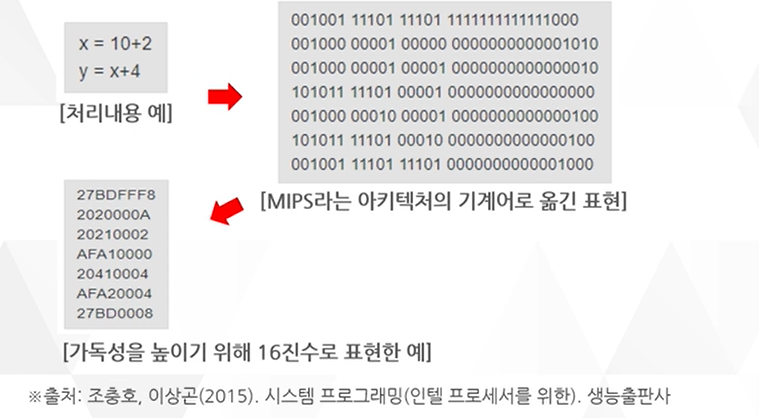 x = 10+2
y = x+4
[처리내용 예]
001001 11101 11101 1111111111111000
001000 00001 00000 0000000000001010
001000 00001 00001 0000000000000010
101011 11101 00001 0000000000000000
001000 00010 00001 0000000000000100
101011 11101 00010 0000000000000100
001001 11101 11101 0000000000001000
[MIPS라는 아키텍처의 기계어로 옮긴 표현]
27BDFFF8
2020000A
20210002
AFA10000
20410004
AFA20004
27BD0008
[가독성을 높이기 위해 16진수로 표현한 예]
※출처: 조충호, 이상곤(2015). 시스템 프로그래밍(인텔 프로세서를 위한). 생능출판사